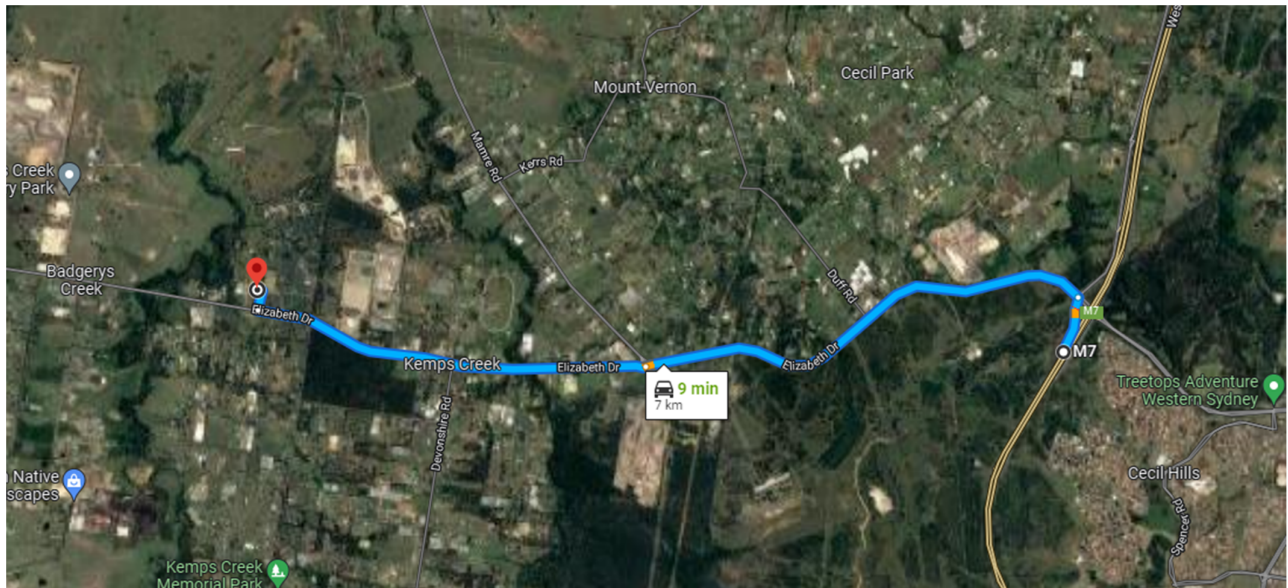 Wes
Cecil Park
Mount Vernon
Mamre Rd
Kerrs Rd
s Creek
ry Park
Badgerys
Creek
Elizabeth Dr
Duff Rd
M7
M7
Kemps Creek
Elizabeth Dr
Elizabeth Dr
9 min
7 km
Treetops Adventure
Western Sydney
Devonshire Rd
Cecil Hills
n Native
scapes
Spencer Rd
Kemps Creek
Memorial Park